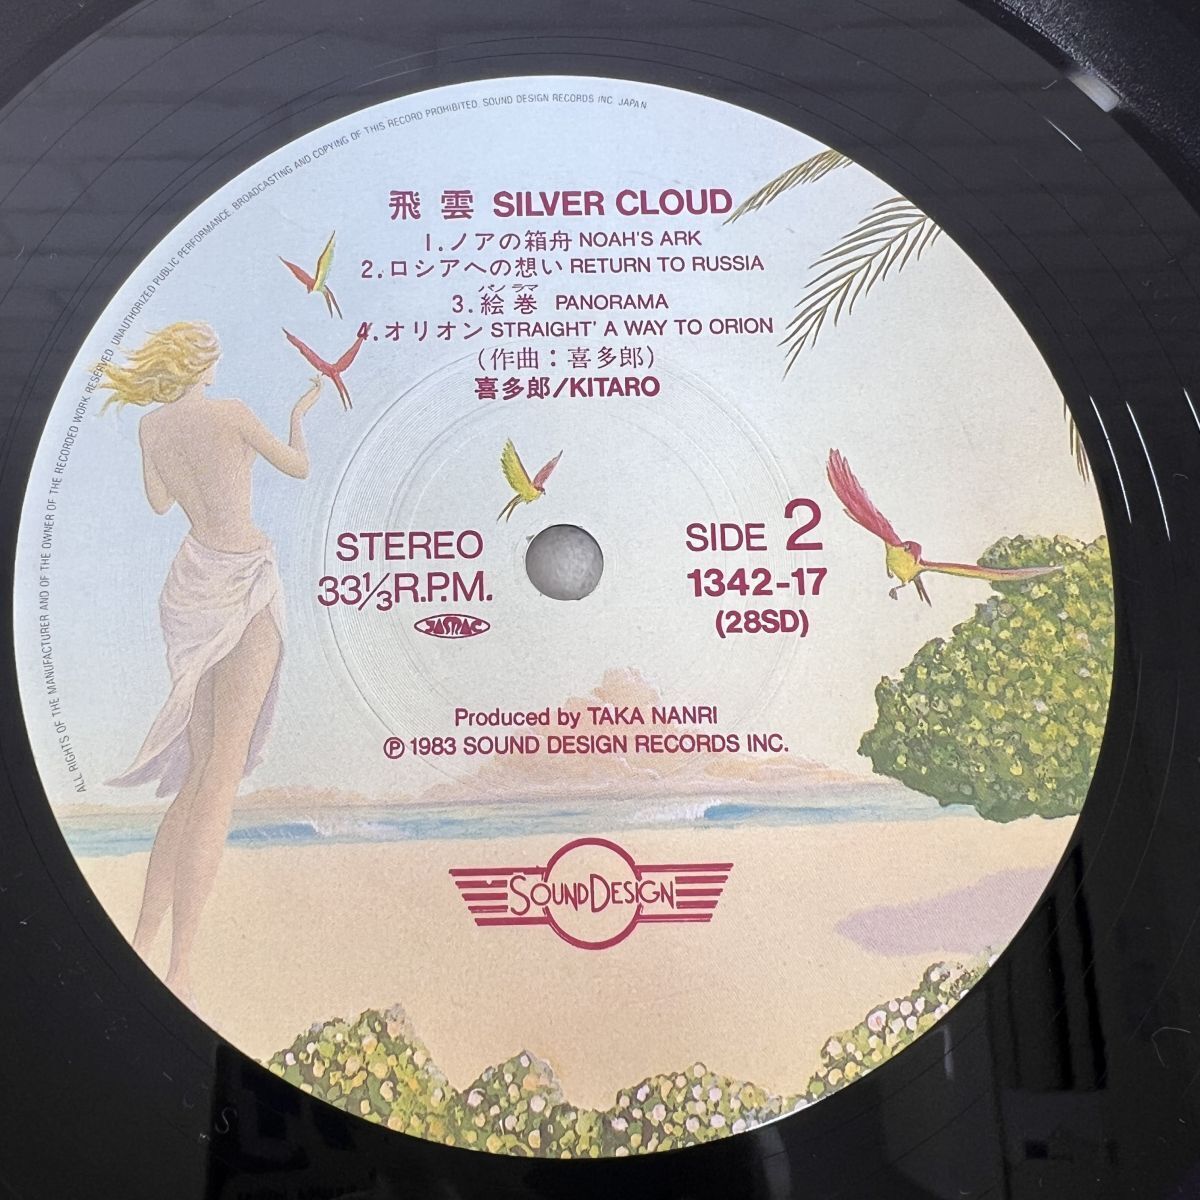 ALL RIGHTS OF THE MANUFACTURER AND OF THE OWNER OF THE RECORDED WORK RESERVED. UNAUTHORIZED PUBLIC PERFORMANCE. BROADCASTING AND COPYING OF THIS RECORD PROHIBITED. SOUND DESIGN RECORDS INC. JAPAN
飛雲 SILVER CLOUD
1.ノアの箱舟 NOAH'S ARK
2.ロシアへの想い RETURN TO RUSSIA
パノラマ
3.絵巻 PANORAMA
4.オリオン STRAIGHT' A WAY TO ORION
(作曲：喜多郎)
喜多郎/KITARO
STEREO
33⅓R.P.M.
JASRAC
SIDE 2
1342-17
(28SD)
Produced by TAKA NANRI
Ⓟ 1983 SOUND DESIGN RECORDS INC.
SOUNDDESIGN